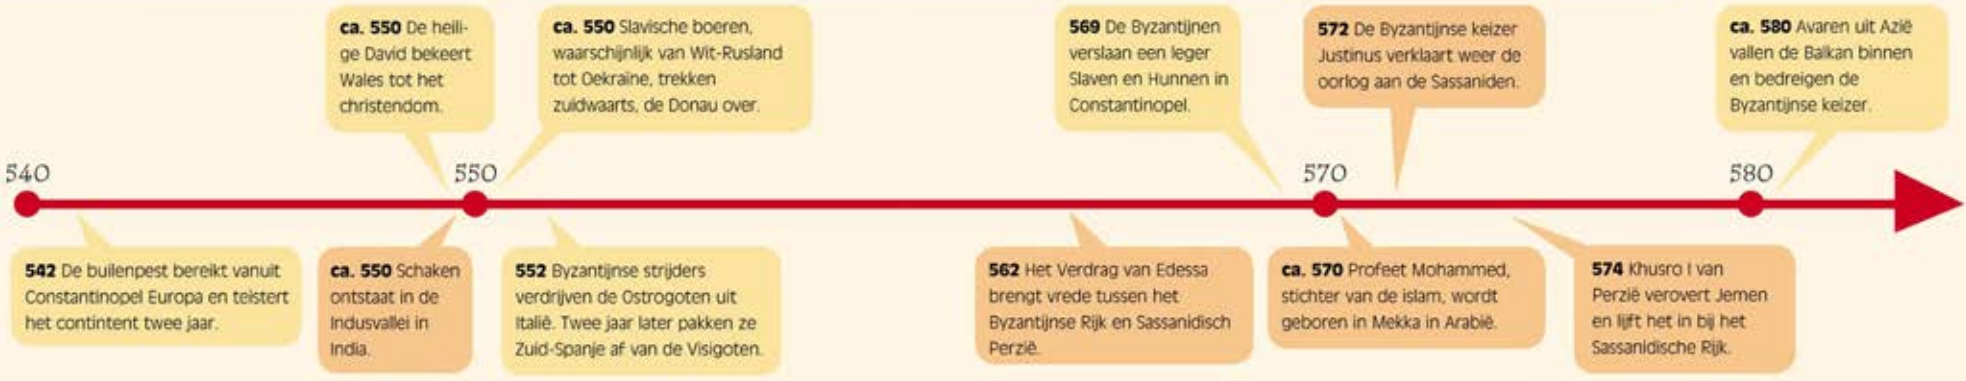 ca. 550 De heili-
ge David bekeert
Wales tot het
christendom.
ca. 550 Slavische boeren,
waarschijnlijk van Wit-Rusland
tot Oekraïne, trekken
zuidwaarts, de Donau over.
569 De Byzantijnen
verslaan een leger
Slaven en Hunnen in
Constantinopel.
572 De Byzantijnse keizer
Justinus verklaart weer de
oorlog aan de Sassaniden.
ca. 580 Avaren uit Azië
vallen de Balkan binnen
en bedreigen de
Byzantijnse keizer.
540
550
570
580
542 De builenpest bereikt vanuit
Constantinopel Europa en teistert
het contintent twee jaar.
ca. 550 Schaken
ontstaat in de
Indusvallei in
India.
552 Byzantijnse strijders
verdrijven de Ostrogoten uit
Italië. Twee jaar later pakken ze
Zuid-Spanje af van de Visigoten.
562 Het Verdrag van Edessa
brengt vrede tussen het
Byzantijnse Rijk en Sassanidisch
Perzië.
ca. 570 Profeet Mohammed,
stichter van de islam, wordt
geboren in Mekka in Arabië.
574 Khusro I van
Perzië verovert Jemen
en lijft het in bij het
Sassanidische Rijk.